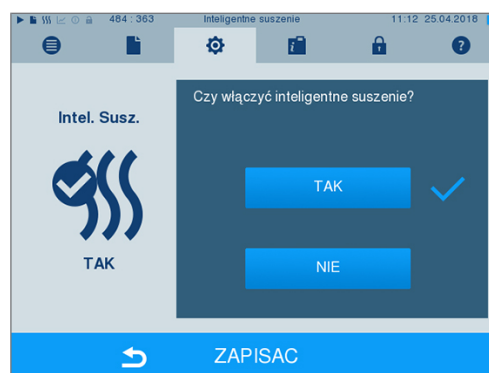 484 : 363 Inteligentne suszenie 11:12 25.04.2018
Czy włączyć inteligentne suszenie?
Intel. Susz.
TAK
TAK
NIE
ZAPISAC